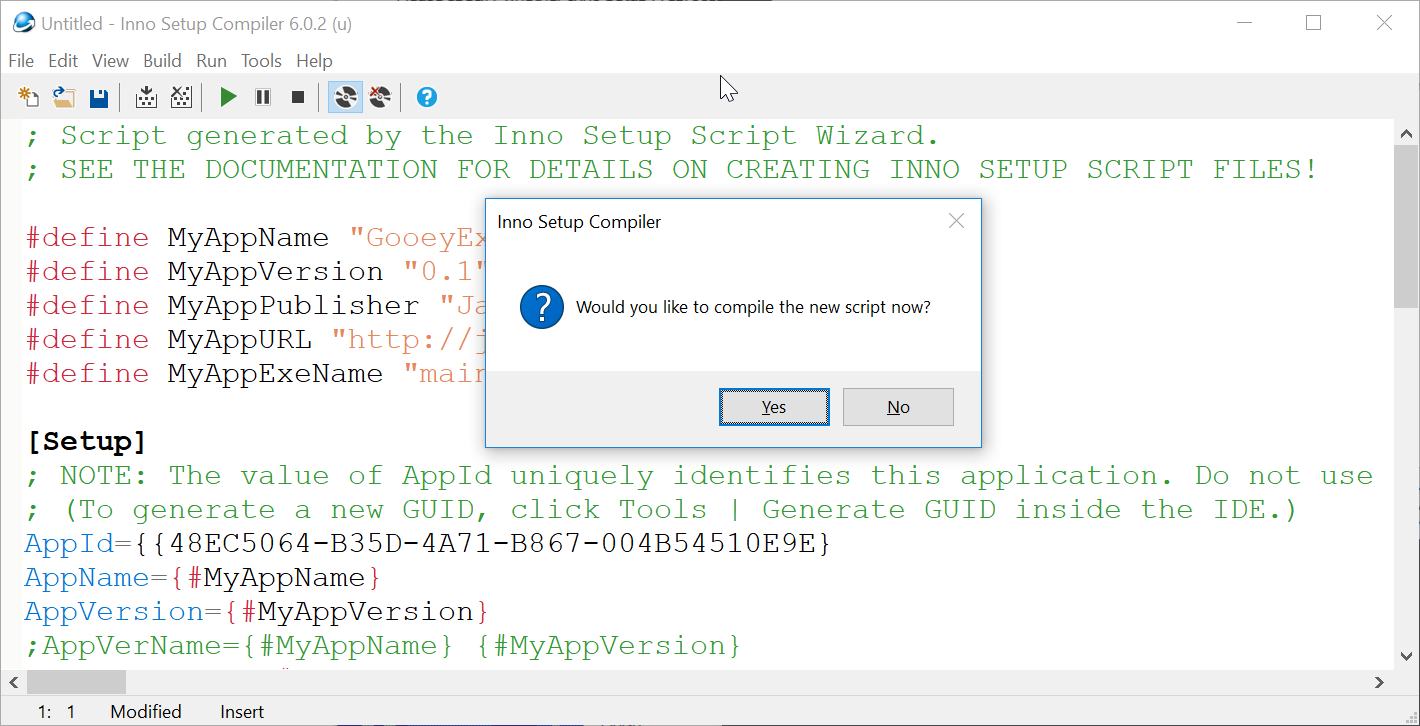 Untitled - Inno Setup Compiler 6.0.2 (u)
File Edit View Build Run Tools Help
; Script generated by the Inno Setup Script Wizard.
; SEE THE DOCUMENTATION FOR DETAILS ON CREATING INNO SETUP SCRIPT FILES!
#define MyAppName "GooeyEx
#define MyAppVersion "0.1"
#define MyAppPublisher "Ja
#define MyAppURL "http://j
#define MyAppExeName "main
Inno Setup Compiler
Would you like to compile the new script now?
Yes No
[Setup]
; NOTE: The value of AppId uniquely identifies this application. Do not use
; (To generate a new GUID, click Tools | Generate GUID inside the IDE.)
AppId={{48EC5064-B35D-4A71-B867-004B54510E9E}
AppName={#MyAppName}
AppVersion={#MyAppVersion}
;AppVerName={#MyAppName} {#MyAppVersion}
1: 1 Modified Insert